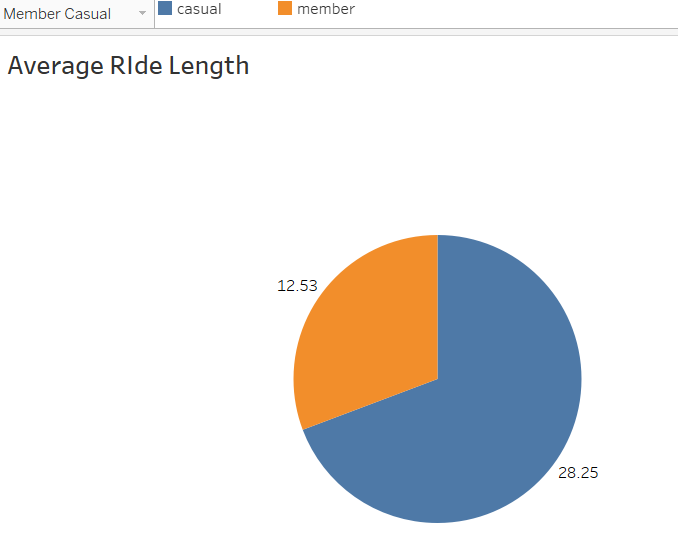 Member Casual casual member
Average RIde Length
12.53
28.25